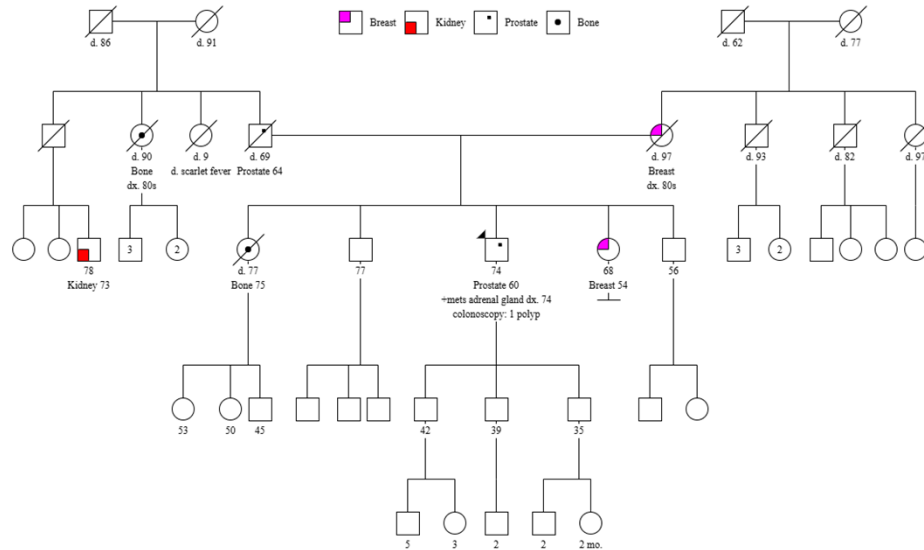 Breast Kidney Prostate Bone
d. 86 d. 91 d. 62 d. 77
d. 90 d. 9 d. 69 d. 97 d. 93 d. 82 d. 97
Bone d. scarlet fever Prostate 64 Breast
dx. 80s dx. 80s
3 2 3 2
78 d. 77 77 74 68 56
Kidney 73 Bone 75 Prostate 60 Breast 54
+mets adrenal gland dx. 74
colonoscopy: 1 polyp
53 50 45 42 39 35
5 3 2 2 2 mo.